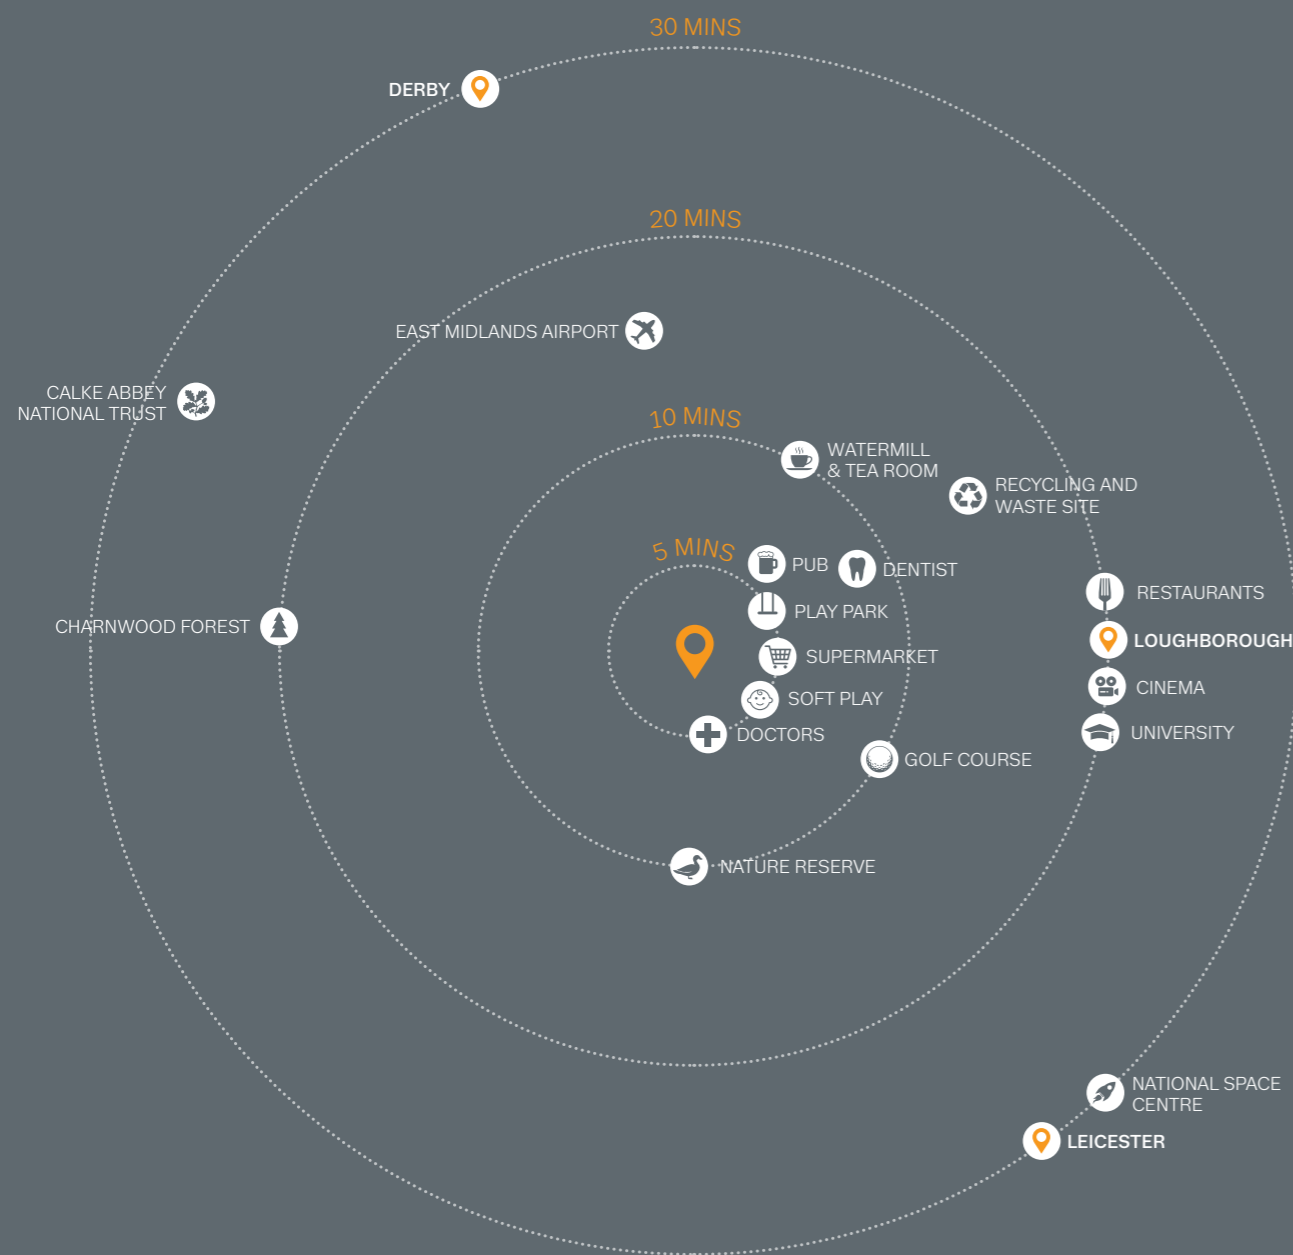 30 MINS
DERBY
20 MINS
EAST MIDLANDS AIRPORT
CALKE ABBEY
NATIONAL TRUST
10 MINS
WATERMILL
& TEA ROOM
RECYCLING AND
WASTE SITE
5 MINS
PUB
DENTIST
PLAY PARK
RESTAURANTS
CHARNWOOD FOREST
LOUGHBOROUGH
SUPERMARKET
CINEMA
SOFT PLAY
UNIVERSITY
DOCTORS
GOLF COURSE
NATURE RESERVE
NATIONAL SPACE
CENTRE
LEICESTER